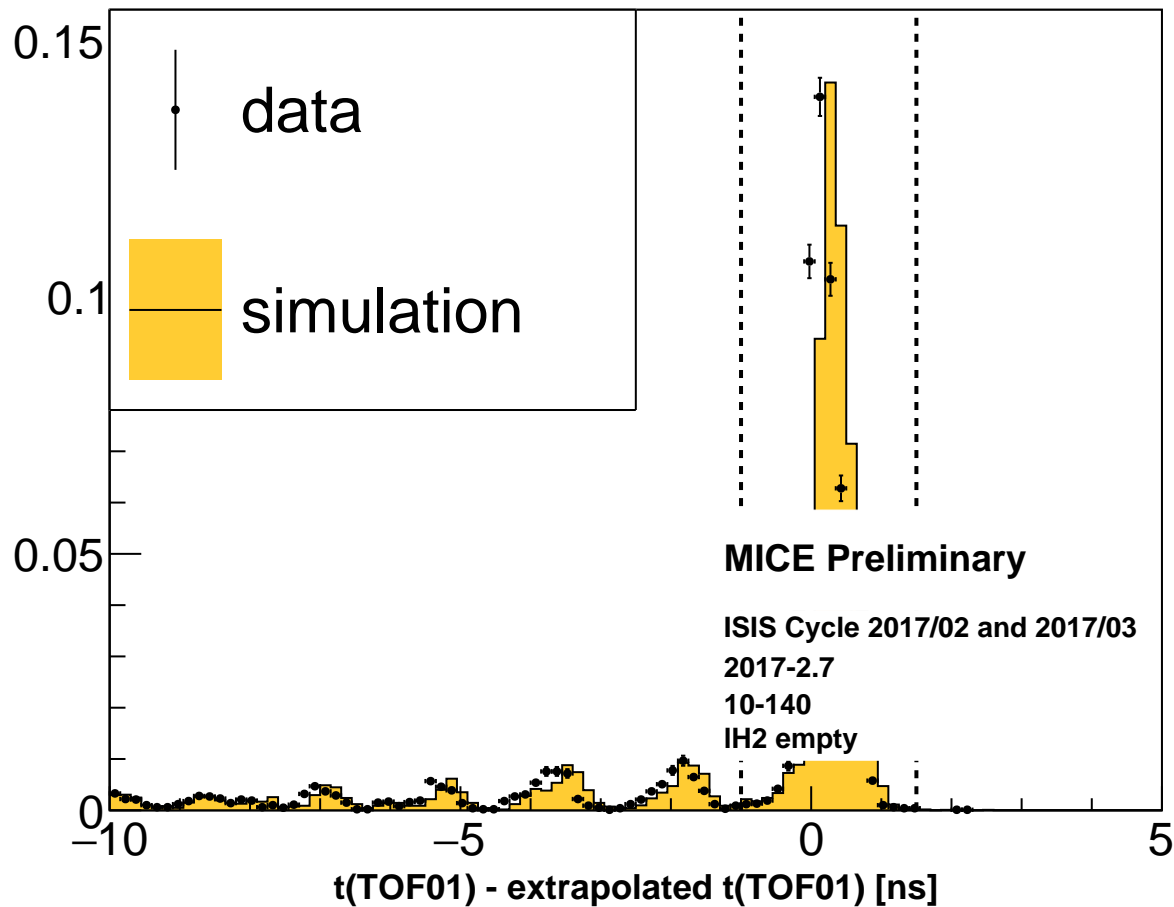 0.15
data
0.1
simulation
0.05
MICE Preliminary
ISIS Cycle 2017/02 and 2017/03
2017-2.7
10-140
lH2 empty
0
−10
−5
0
5
t(TOF01) - extrapolated t(TOF01) [ns]